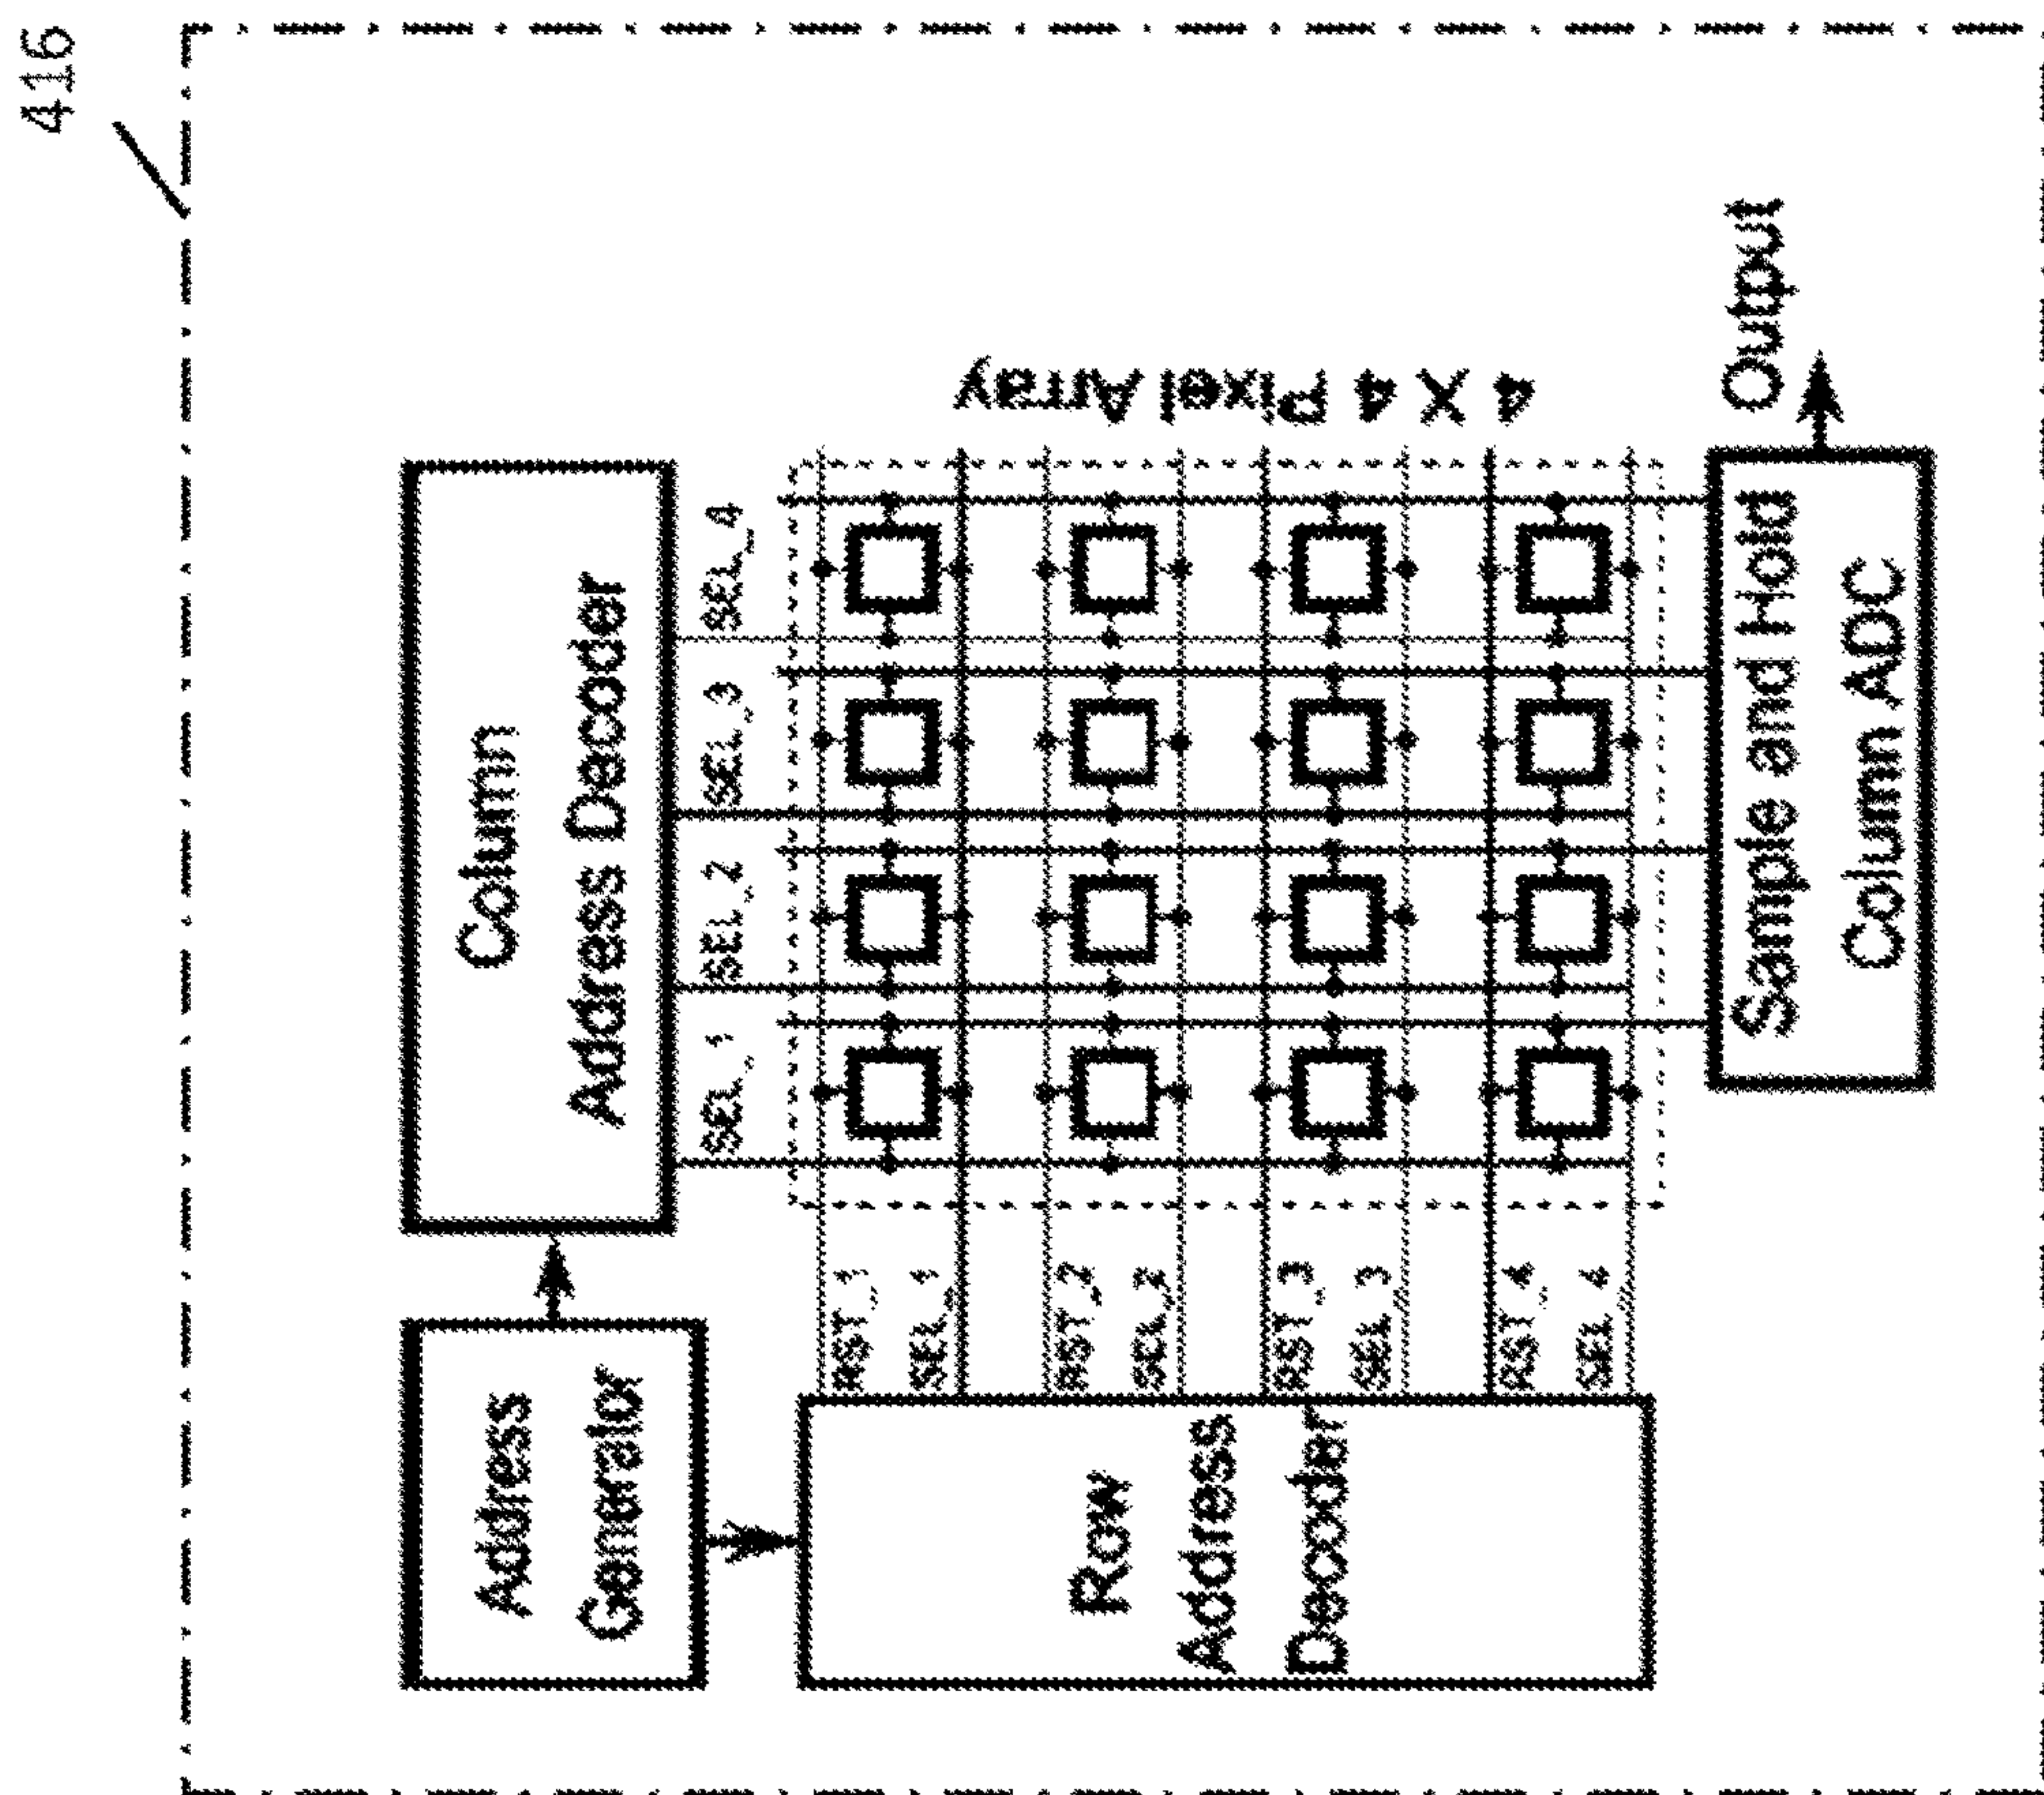 416
Address
Generator
Column
Address Decoder
SEL_1
SEL_2
SEL_3
SEL_4
Row
Address
Decoder
RST_1
SEL_1
RST_2
SEL_2
RST_3
SEL_3
RST_4
SEL_4
4 X 4 Pixel Array
Sample and Hold
Column ADC
Output